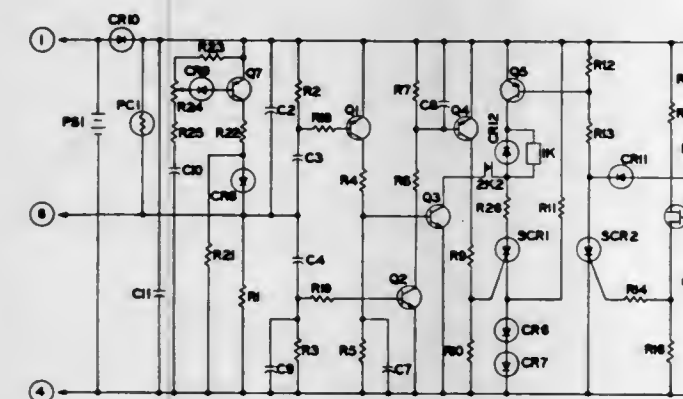 CR10
1
R23
CR9
Q7
R12
Q5
R2
R7
C2
C8
Q1
Q4
PS1
PC1
R24
R18
CR12
R13
R25
R22
1K
C3
CR11
C10
R4
R6
2K2
CR8
Q3
R26
R11
R21
C4
R9
SCR1
SCR2
C11
Q2
R1
R19
R14
CR6
R3
R5
R10
R16
C9
C7
CR7
4